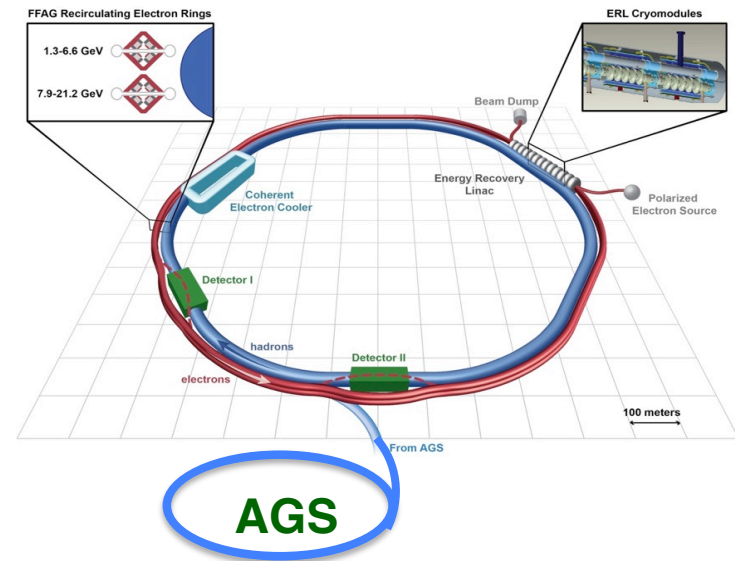 FFAG Recirculating Electron Rings
1.3-6.6 GeV
7.9-21.2 GeV
ERL Cryomodules
Beam Dump
Energy Recovery
Linac
Polarized
Electron Source
Coherent
Electron Cooler
Detector I
hadrons
electrons
Detector II
100 meters
From AGS
AGS